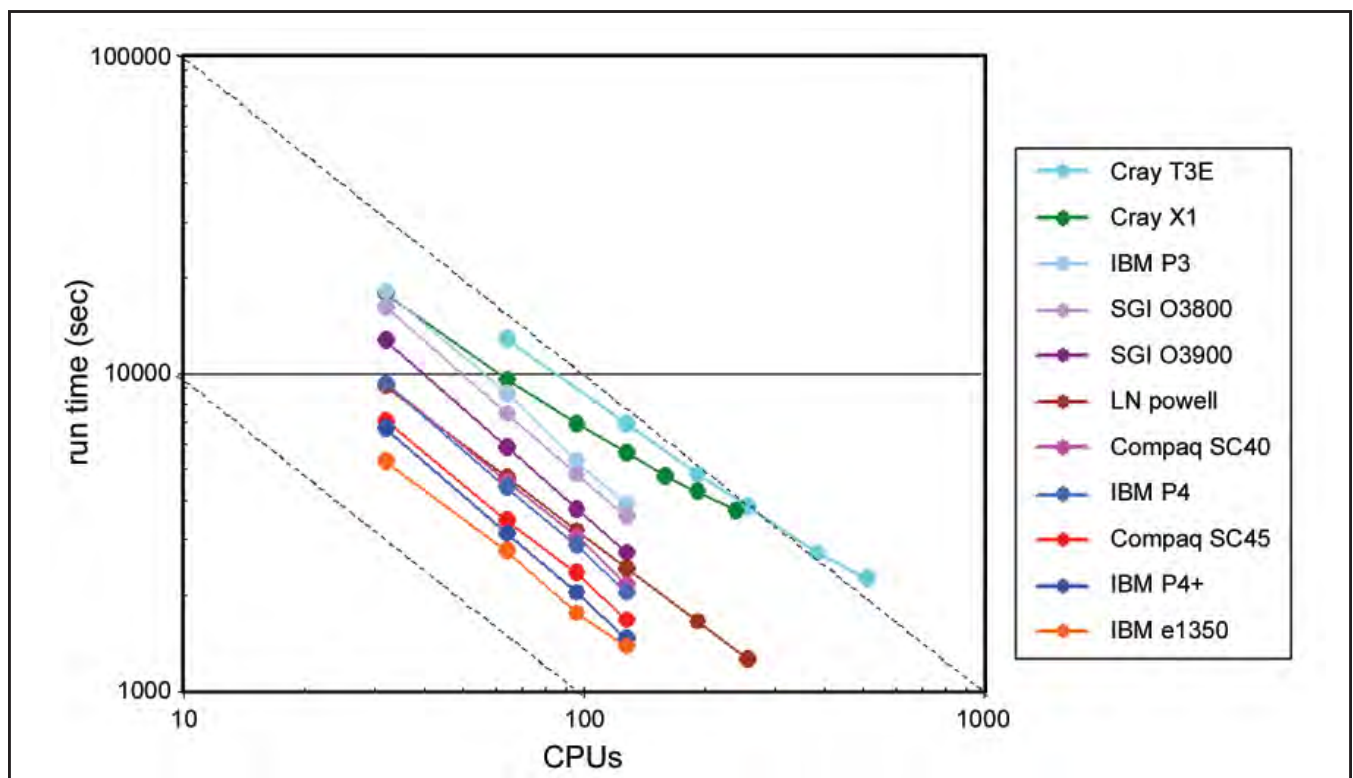 100000
10000
1000
run time (sec)
10
100
1000
CPUs
Cray T3E
Cray X1
IBM P3
SGI O3800
SGI O3900
LN powell
Compaq SC40
IBM P4
Compaq SC45
IBM P4+
IBM e1350